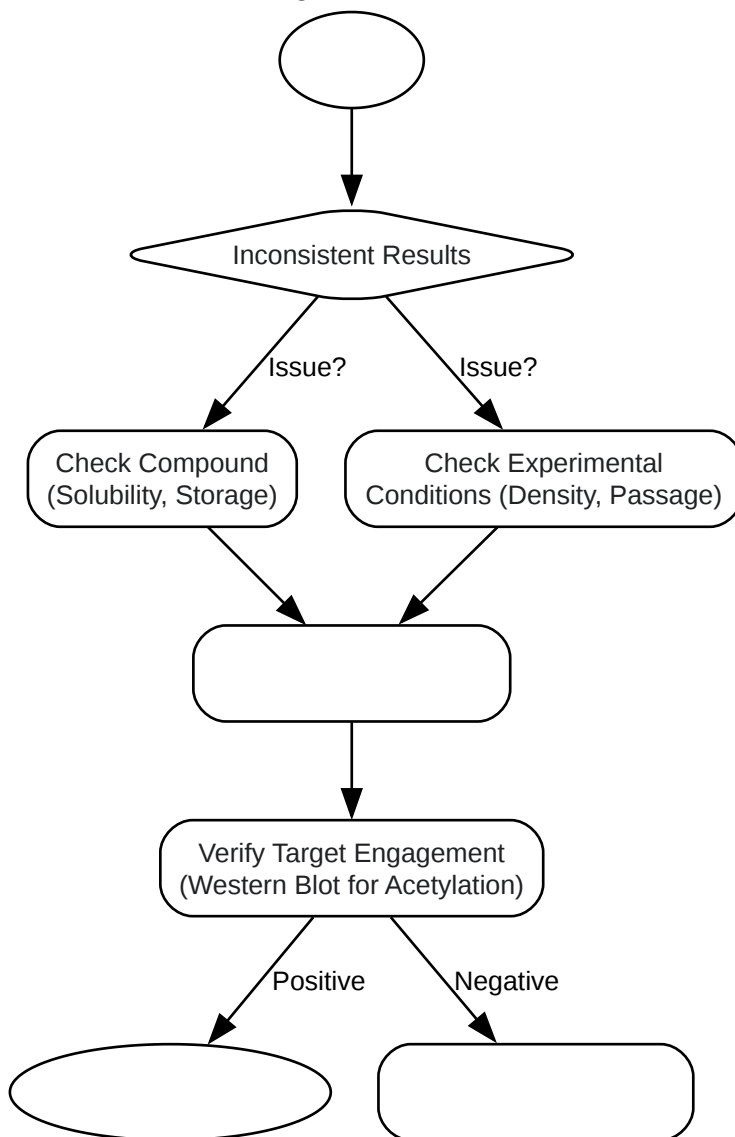 Inconsistent Results
Issue?
Issue?
Check Compound
(Solubility, Storage)
Check Experimental
Conditions (Density, Passage)
Verify Target Engagement
(Western Blot for Acetylation)
Positive
Negative